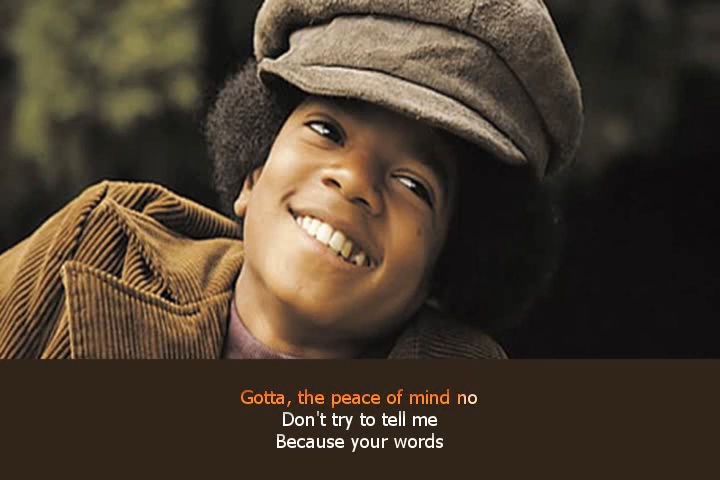 Gotta, the peace of mind no
Don't try to tell me
Because your words